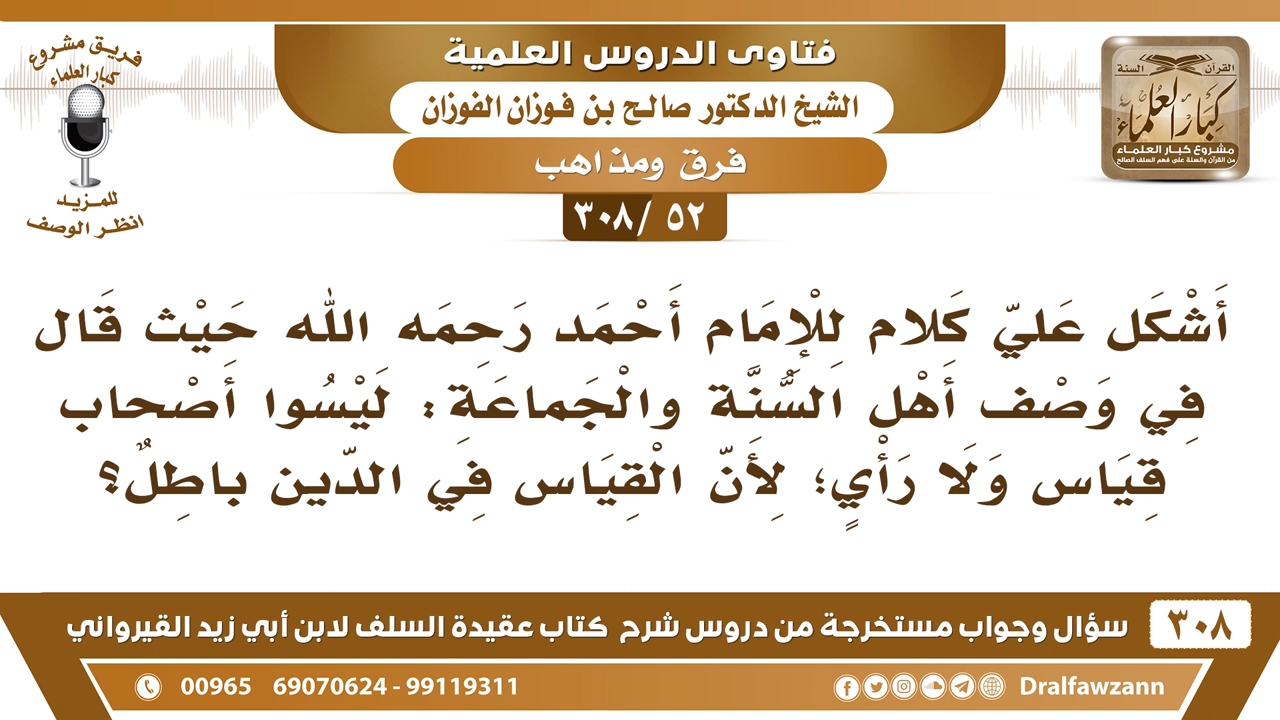 فتاوى الدروس العلمية
الشيخ الدكتور صالح بن فوزان الفوزان
فرق ومذاهب
٥٢ / ٣٠٨
فريق مشروع
كبار العلماء
للمزيد
انظر الوصف
القرآن السنة
كبار العلماء
مشروع كبار العلماء
من القرآن والسنة على فهم السلف الصالح
أَشْكَل عَليّ كَلام لِلْإمَام أَحْمَد رَحِمَه الله حَيْث قَال
فِي وَصْف أَهْل السُّنَّة والْجَماعَة: لَيْسُوا أَصْحاب
قِيَاس وَلَا رَأْيٍ؛ لِأَنّ الْقِيَاس فِي الدّين باطِلٌ؟
٣٠٨
سؤال وجواب مستخرجة من دروس شرح كتاب عقيدة السلف لابن أبي زيد القيرواني
00965 69070624 - 99119311
Dralfawzann